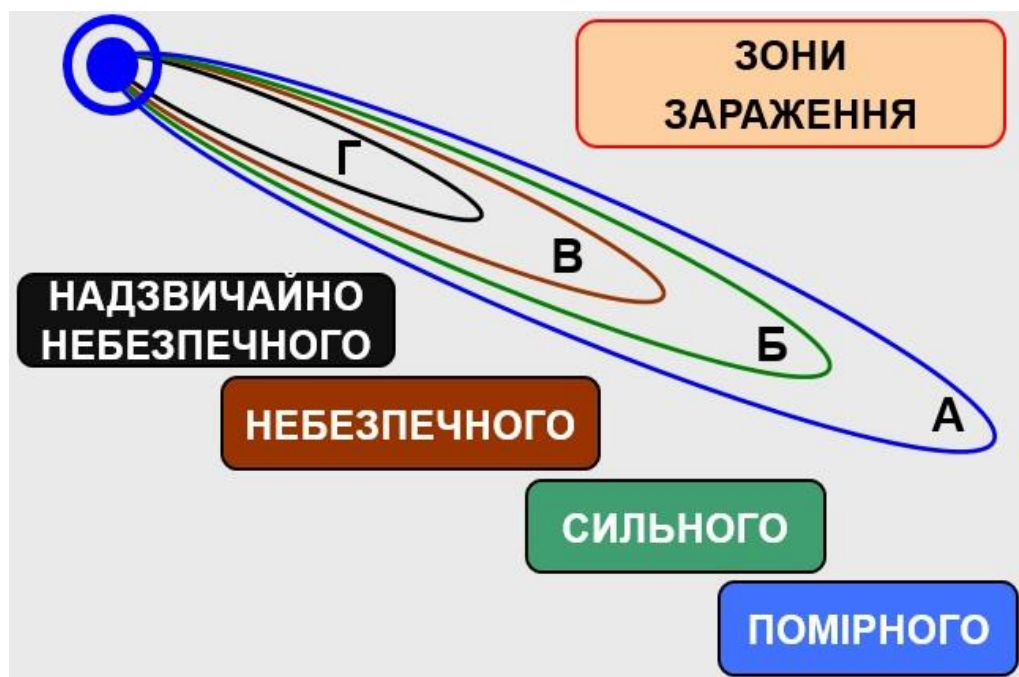 ЗОНИ
ЗАРАЖЕННЯ
Г
В
Б
А
НАДЗВИЧАЙНО
НЕБЕЗПЕЧНОГО
НЕБЕЗПЕЧНОГО
СИЛЬНОГО
ПОМІРНОГО